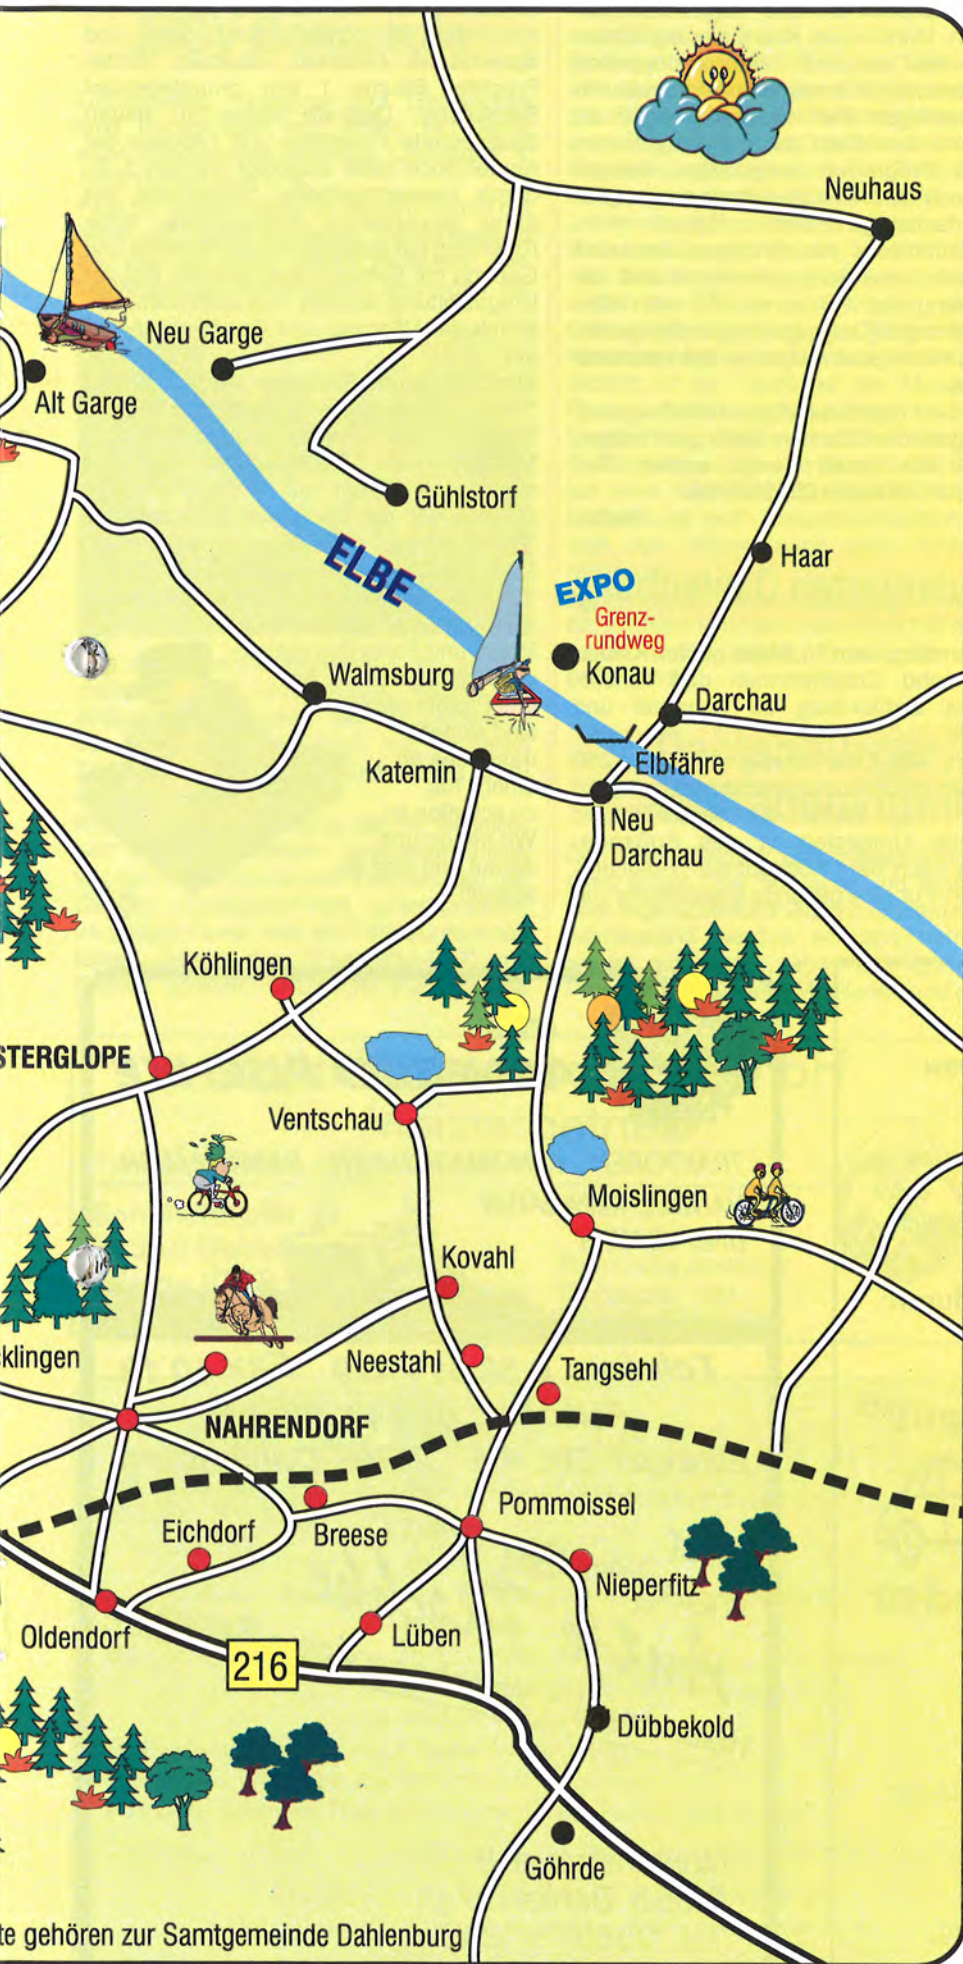 Neuhaus
Neu Garge
Alt Garge
Gühlstorf
ELBE
Haar
EXPO
Grenz-
rundweg
Konau
Walmsburg
Darchau
Katemin
Elbfähre
Neu
Darchau
Köhlingen
STERGLOPE
Ventschau
Moislingen
Kovahl
klingen
Neestahl
Tangsehl
NAHRENDORF
Pommoissel
Eichdorf
Breese
Nieperfitz
Oldendorf
Lüben
216
Dübbekold
Göhrde
te gehören zur Samtgemeinde Dahlenburg